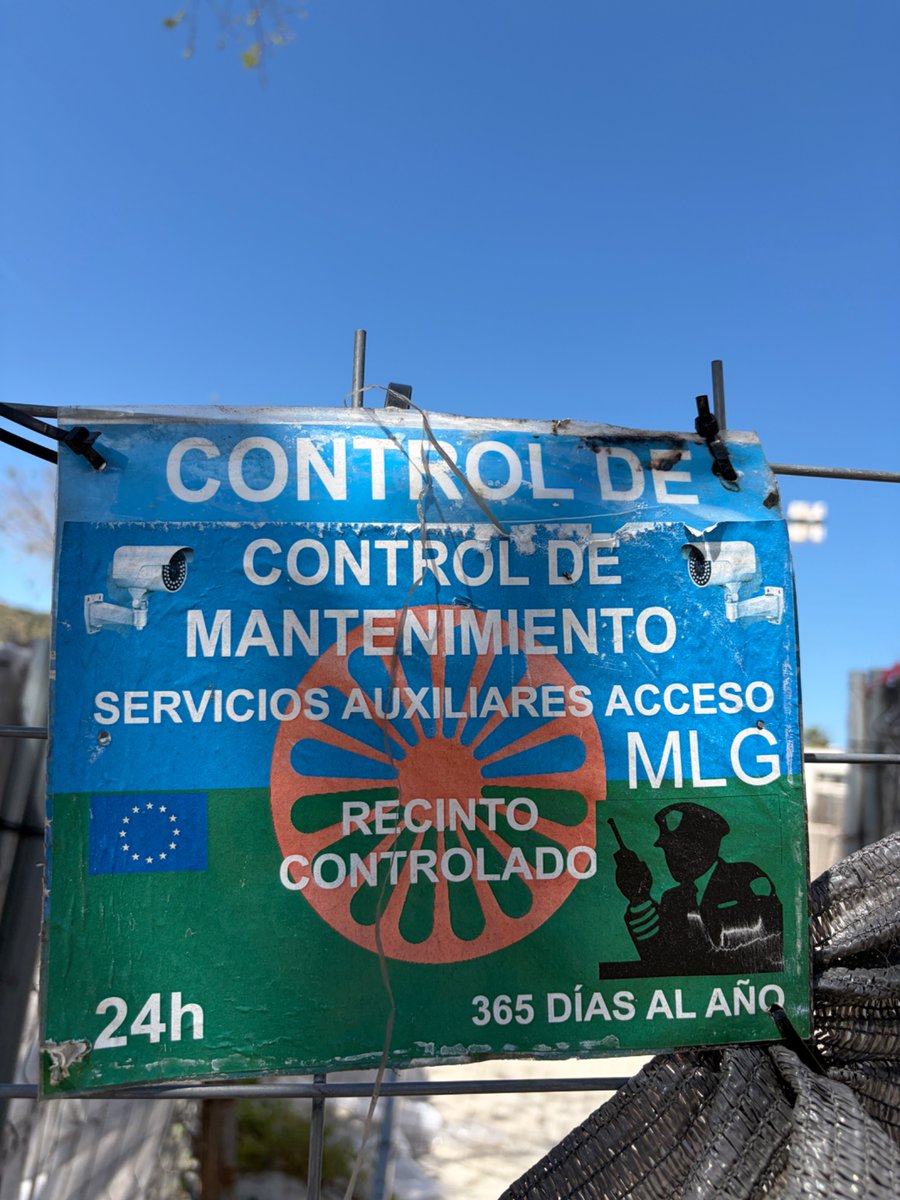 CONTROL DE
CONTROL DE
MANTENIMIENTO
SERVICIOS AUXILIARES ACCESO
MLG
RECINTO
CONTROLADO
24h
365 DÍAS AL AÑO